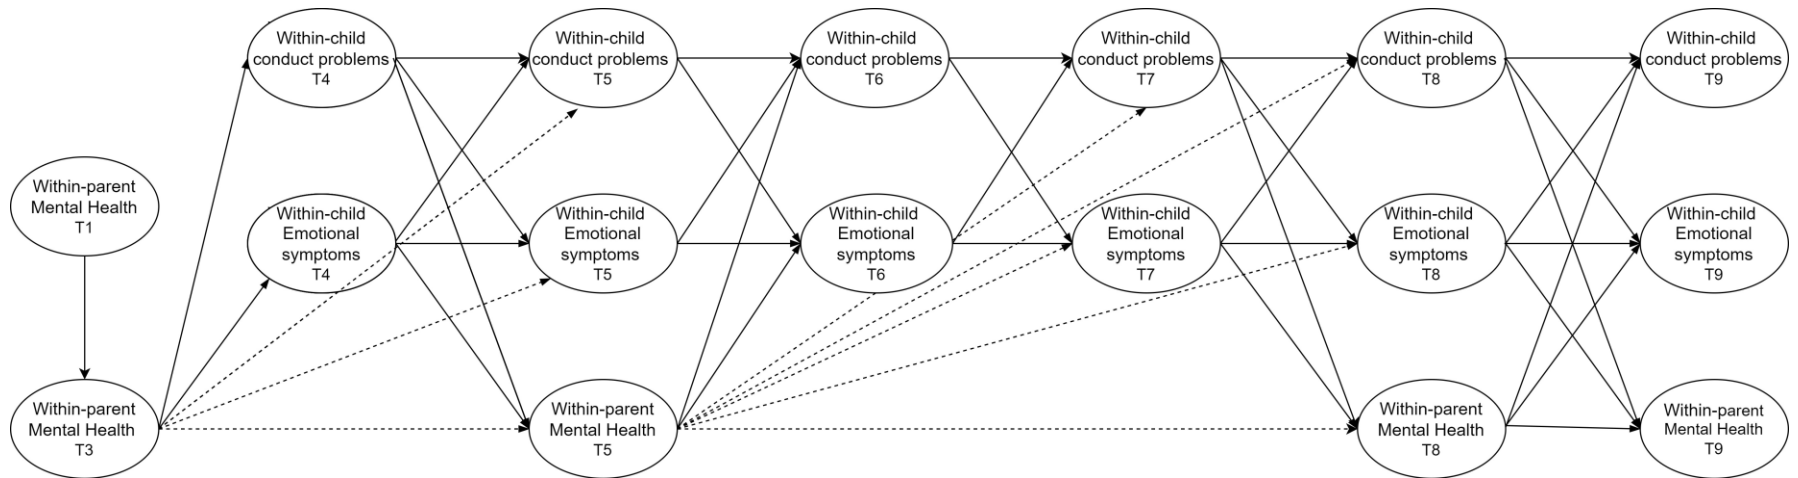 Within-child
conduct problems
T4
Within-child
conduct problems
T5
Within-child
conduct problems
T6
Within-child
conduct problems
T7
Within-child
conduct problems
T8
Within-child
conduct problems
T9
Within-parent
Mental Health
T1
Within-child
Emotional
symptoms
T4
Within-child
Emotional
symptoms
T5
Within-child
Emotional
symptoms
T6
Within-child
Emotional
symptoms
T7
Within-child
Emotional
symptoms
T8
Within-child
Emotional
symptoms
T9
Within-parent
Mental Health
T3
Within-parent
Mental Health
T5
Within-parent
Mental Health
T8
Within-parent
Mental Health
T9